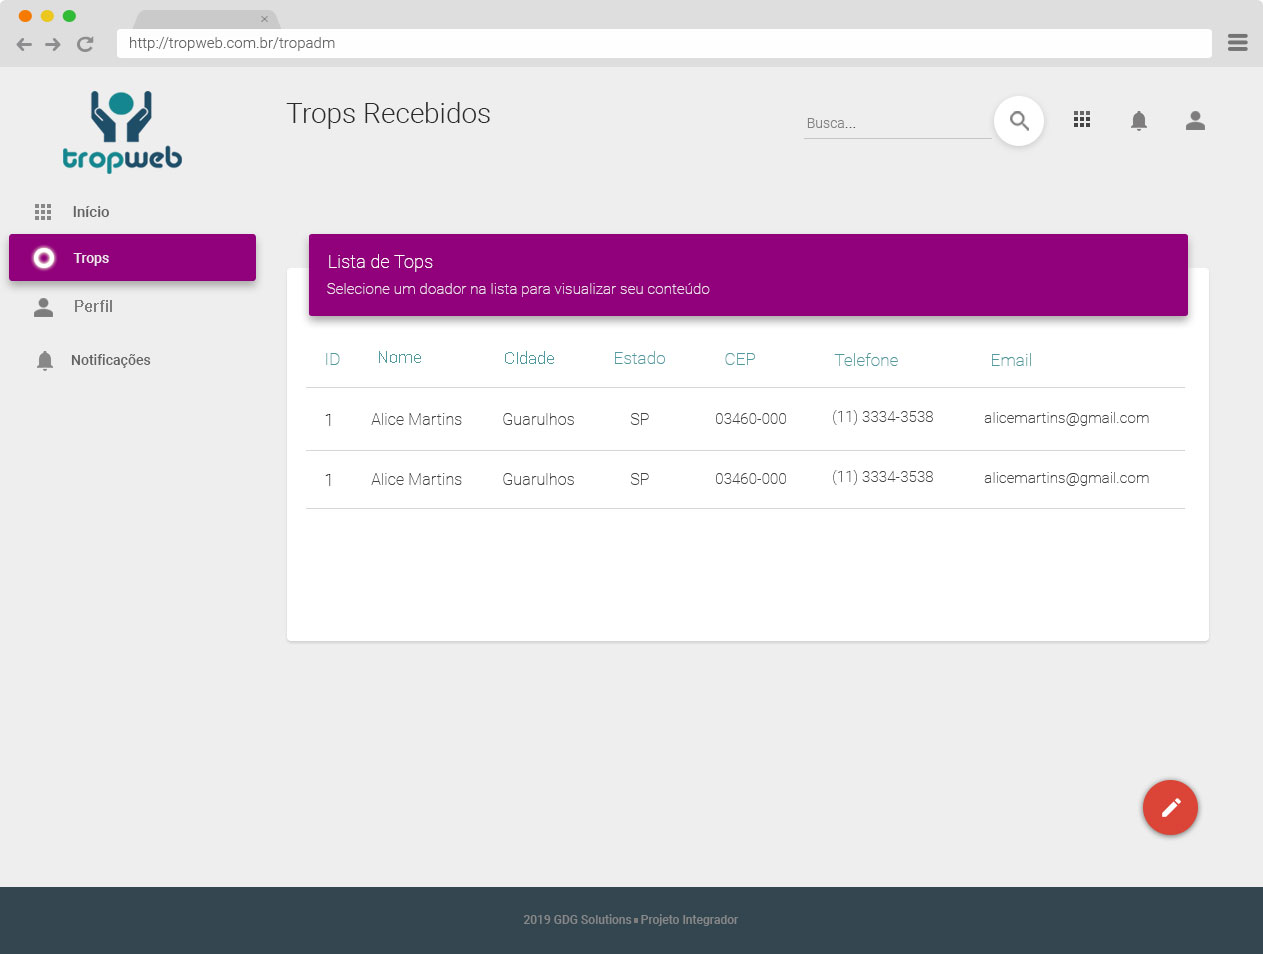 http://tropweb.com.br/tropadm
tropweb
Trops Recebidos
Busca...
Início
Trops
Perfil
Notificações
Lista de Tops
Selecione um doador na lista para visualizar seu conteúdo
ID Nome CIdade Estado CEP Telefone Email
1 Alice Martins Guarulhos SP 03460-000 (11) 3334-3538 alicemartins@gmail.com
1 Alice Martins Guarulhos SP 03460-000 (11) 3334-3538 alicemartins@gmail.com
2019 GDG Solutions▪Projeto Integrador